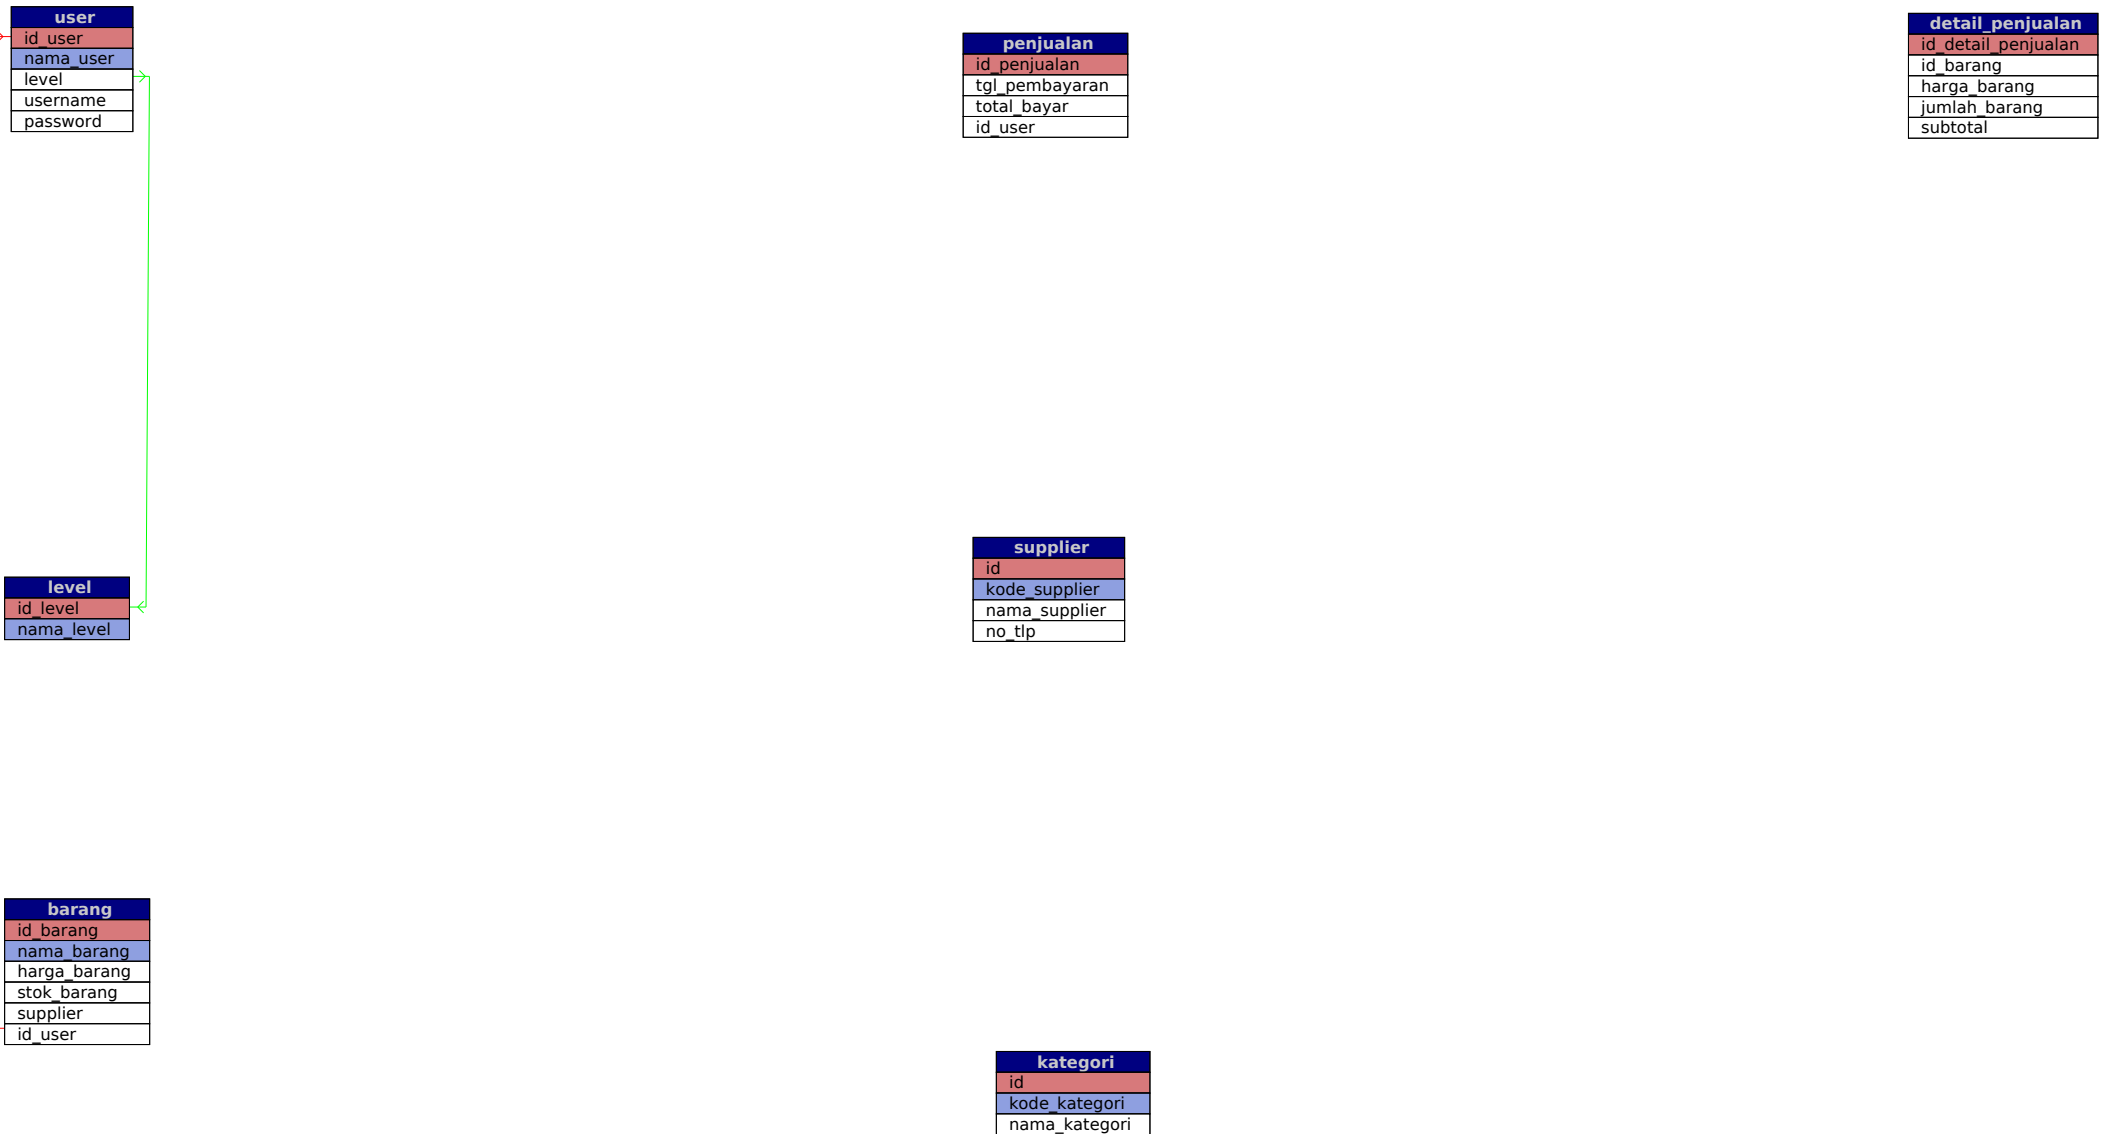 user
id_user
nama_user
level
username
password
penjualan
id_penjualan
tgl_pembayaran
total_bayar
id_user
detail_penjualan
id_detail_penjualan
id_barang
harga_barang
jumlah_barang
subtotal
level
id_level
nama_level
supplier
id
kode_supplier
nama_supplier
no_tlp
barang
id_barang
nama_barang
harga_barang
stok_barang
supplier
id_user
kategori
id
kode_kategori
nama_kategori